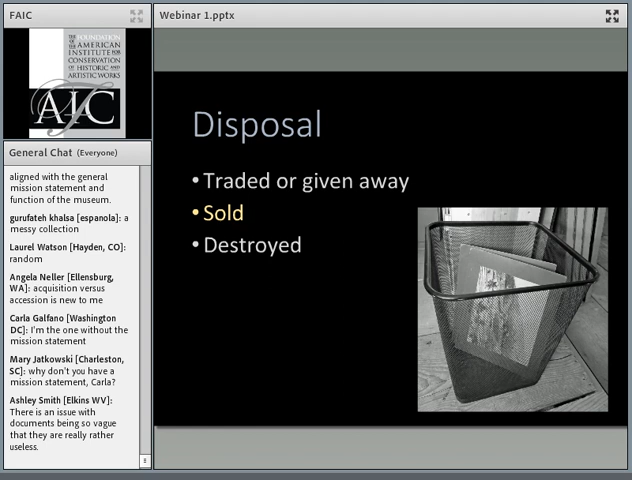 FAIC
THE FOUNDATION
OF THE AMERICAN
INSTITUTE FOR
CONSERVATION
OF HISTORIC AND
ARTISTIC WORKS
FAIC
General Chat (Everyone)
aligned with the general
mission statement and
function of the museum.
gurufateh khalsa [espanola]: a
messy collection
Laurel Watson [Hayden, CO]:
random
Angela Neller [Ellensburg,
WA]: acquisition versus
accession is new to me
Carla Galfano [Washington
DC]: I'm the one without the
mission statement
Mary Jatkowski [Charleston,
SC]: why don't you have a
mission statement, Carla?
Ashley Smith [Elkins WV]:
There is an issue with
documents being so vague
that they are really rather
useless.
Webinar 1.pptx
Disposal
• Traded or given away
• Sold
• Destroyed